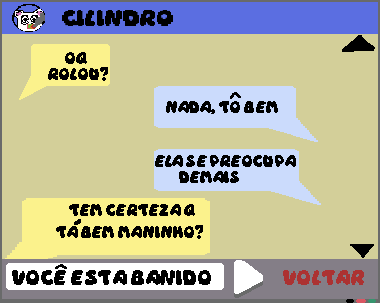 CILINDRO
OQ
ROLOU?
NADA, TÔ BEM
ELA SE PREOCUPA
DEMAIS
TEM CERTEZA Q
TÁ BEM MANINHO?
VOCÊ ESTA BANIDO
VOLTAR